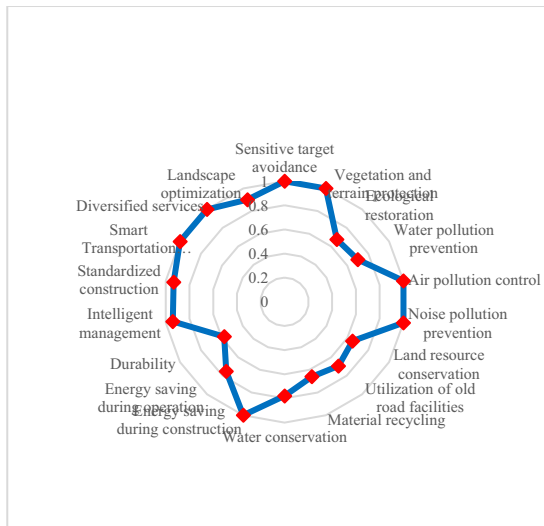 Sensitive target
avoidance
Vegetation and
terrain protection
Ecological
restoration
Water pollution
prevention
Air pollution control
Noise pollution
prevention
Land resource
conservation
Utilization of old
road facilities
Material recycling
Water conservation
Energy saving
during construction
Energy saving
during operation
Durability
Intelligent
management
Standardized
construction
Smart
Transportation…
Diversified services
Landscape
optimization
1
0.8
0.6
0.4
0.2
0